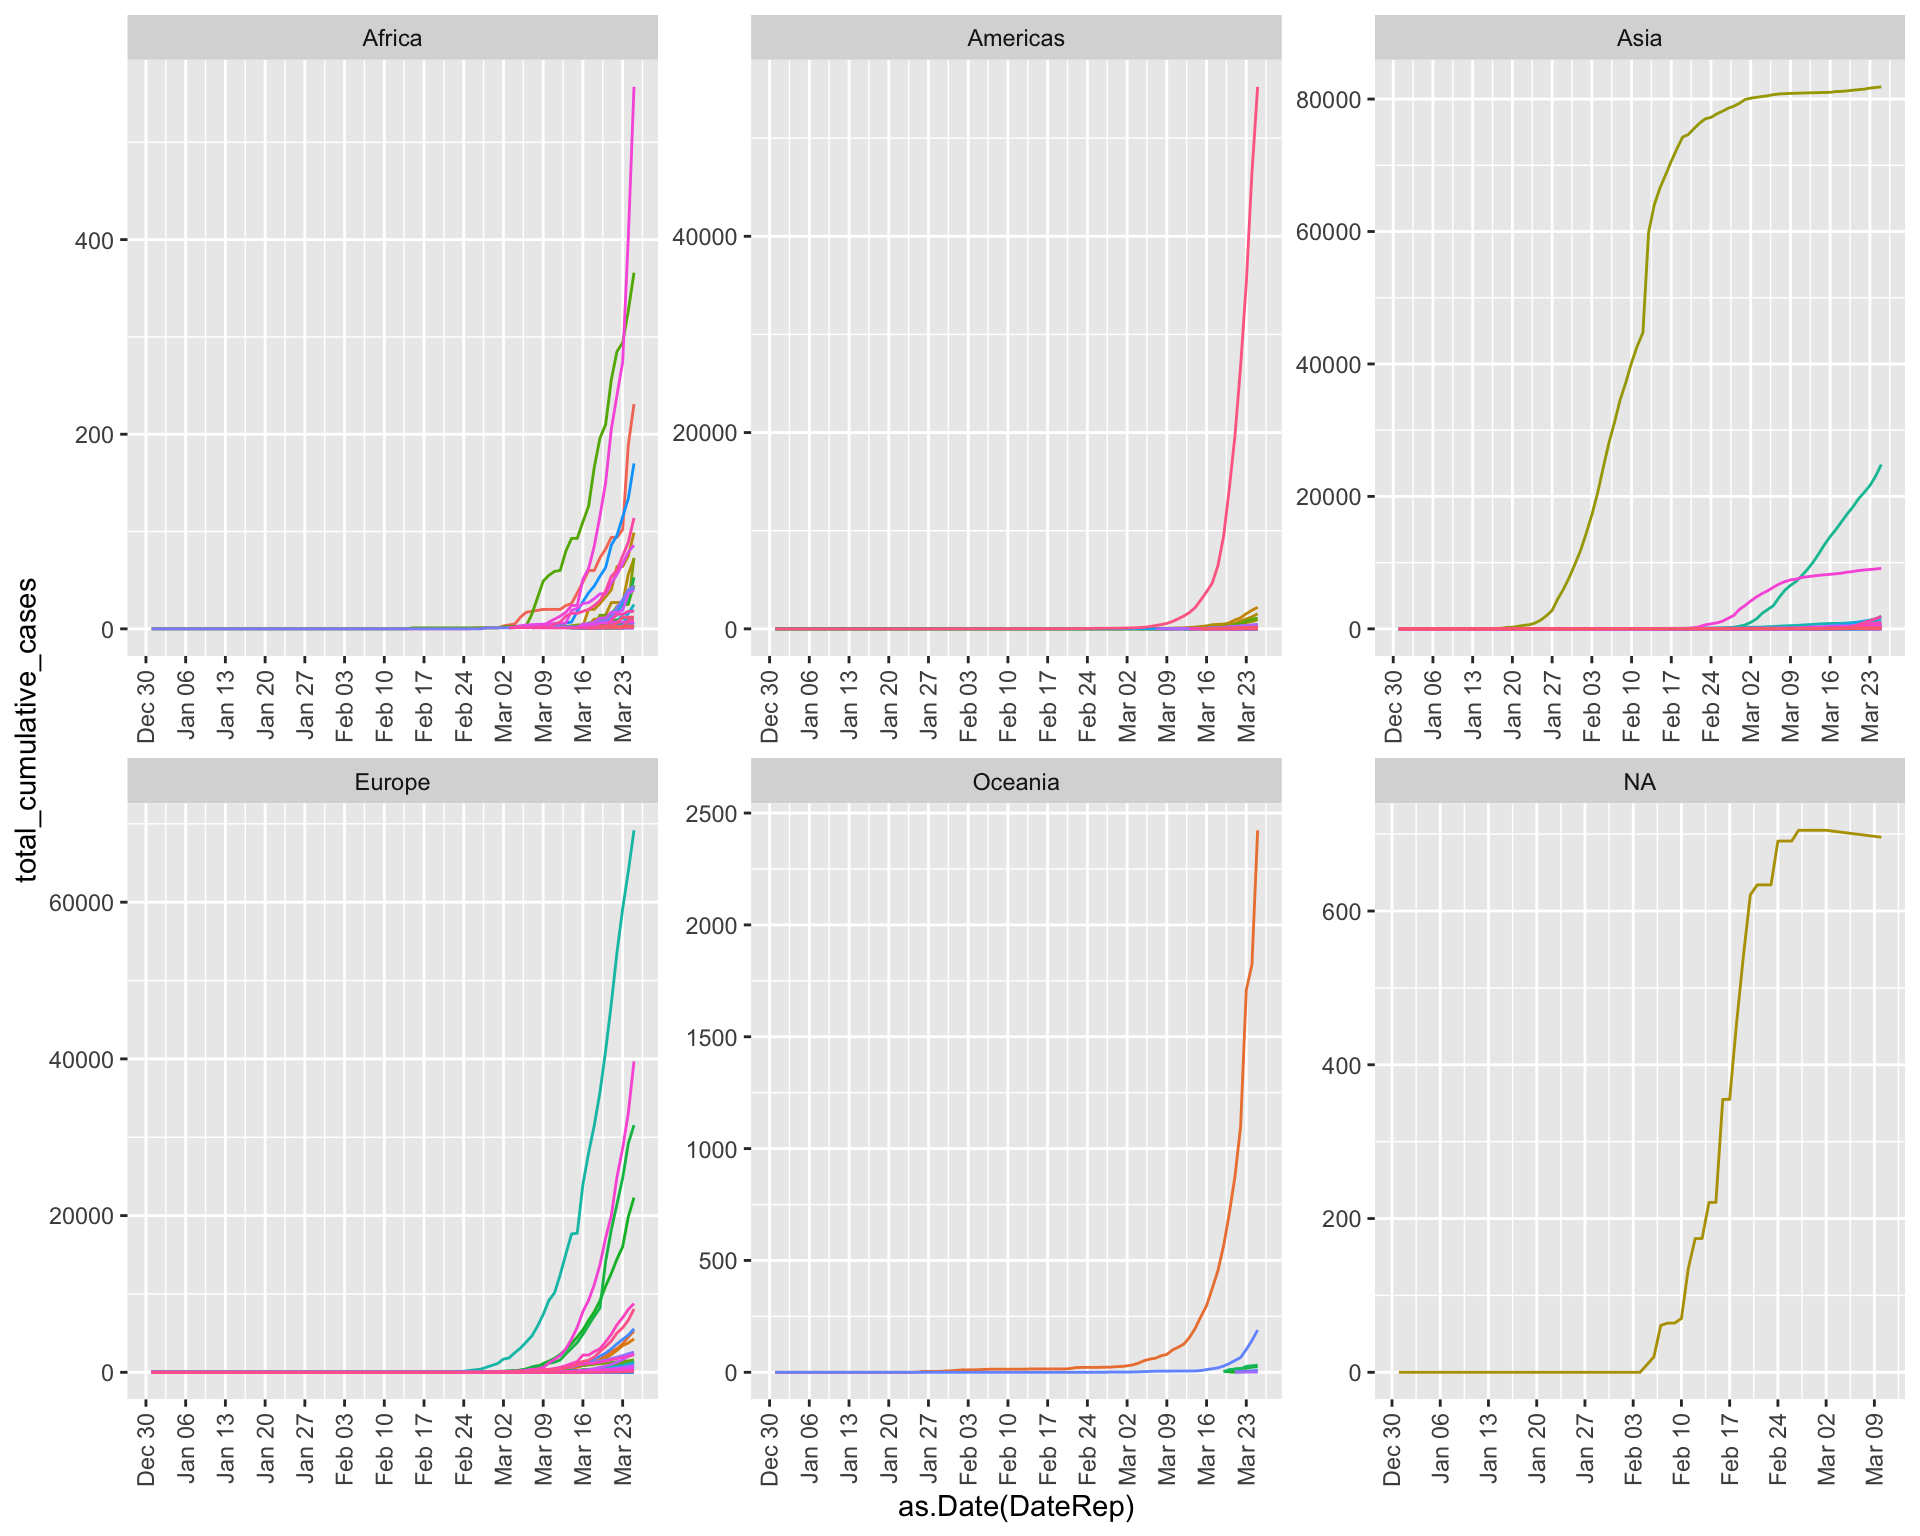 Africa
Americas
Asia
400
200
0
40000
20000
0
80000
60000
40000
20000
0
Dec 30
Jan 06
Jan 13
Jan 20
Jan 27
Feb 03
Feb 10
Feb 17
Feb 24
Mar 02
Mar 09
Mar 16
Mar 23
Dec 30
Jan 06
Jan 13
Jan 20
Jan 27
Feb 03
Feb 10
Feb 17
Feb 24
Mar 02
Mar 09
Mar 16
Mar 23
Dec 30
Jan 06
Jan 13
Jan 20
Jan 27
Feb 03
Feb 10
Feb 17
Feb 24
Mar 02
Mar 09
Mar 16
Mar 23
total_cumulative_cases
Europe
Oceania
NA
60000
40000
20000
0
2500
2000
1500
1000
500
0
600
400
200
0
Dec 30
Jan 06
Jan 13
Jan 20
Jan 27
Feb 03
Feb 10
Feb 17
Feb 24
Mar 02
Mar 09
Mar 16
Mar 23
Dec 30
Jan 06
Jan 13
Jan 20
Jan 27
Feb 03
Feb 10
Feb 17
Feb 24
Mar 02
Mar 09
Mar 16
Mar 23
Dec 30
Jan 06
Jan 13
Jan 20
Jan 27
Feb 03
Feb 10
Feb 17
Feb 24
Mar 02
Mar 09
as.Date(DateRep)